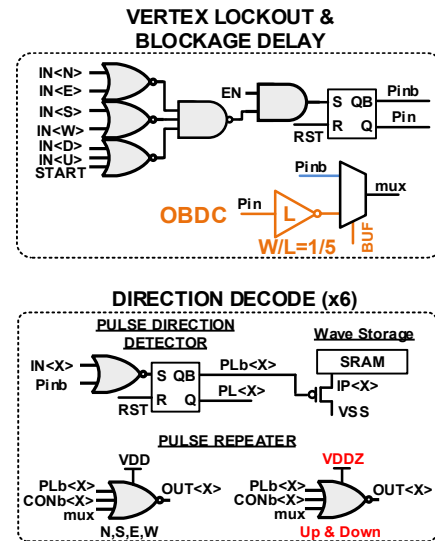 VERTEX LOCKOUT &
BLOCKAGE DELAY
IN<N>
IN<E>
IN<S>
IN<W>
IN<D>
IN<U>
START
EN
S QB
R Q
RST
Pinb
Pin
Pinb
OBDC
Pin
L
mux
W/L=1/5
BUF
DIRECTION DECODE (x6)
PULSE DIRECTION
DETECTOR
Wave Storage
SRAM
IN<X>
Pinb
S QB
R Q
RST
PLb<X>
PL<X>
IP<X>
VSS
PULSE REPEATER
VDD
PLb<X>
CONb<X>
mux
OUT<X>
N,S,E,W
VDDZ
PLb<X>
CONb<X>
mux
OUT<X>
Up & Down